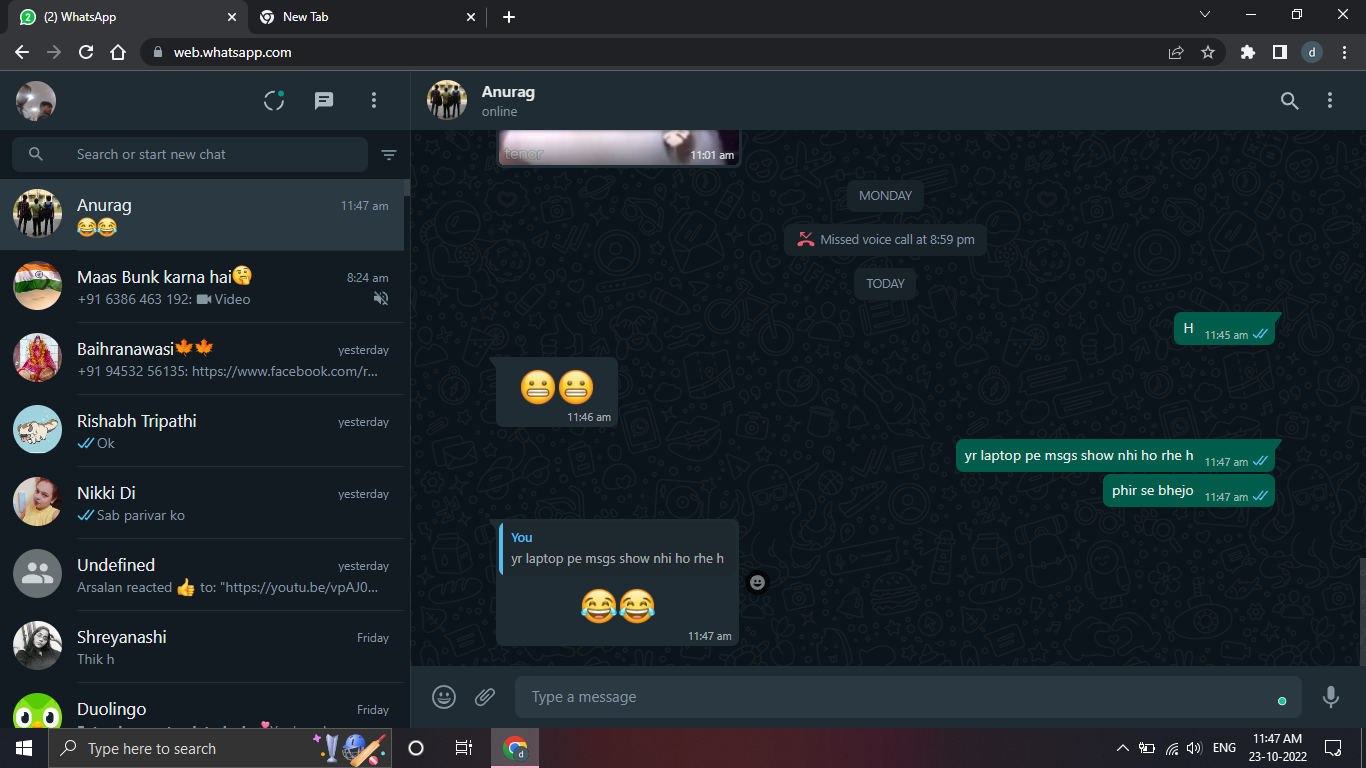 (2) WhatsApp
New Tab
web.whatsapp.com
d
Search or start new chat
Anurag
11:47 am
😂😂
Maas Bunk karna hai🤔
8:24 am
+91 6386 463 192: Video
Baihranawasi🍁🍁
yesterday
+91 94532 56135: https://www.facebook.com/r...
Rishabh Tripathi
yesterday
Ok
Nikki Di
yesterday
Sab parivar ko
Undefined
yesterday
Arsalan reacted 👍 to: "https://youtu.be/vpAJ0...
Shreyanashi
Friday
Thik h
Duolingo
Friday
Anurag
online
tenor
11:01 am
MONDAY
Missed voice call at 8:59 pm
TODAY
H 11:45 am
😬😬
11:46 am
yr laptop pe msgs show nhi ho rhe h 11:47 am
phir se bhejo 11:47 am
You
yr laptop pe msgs show nhi ho rhe h
😂😂
11:47 am
Type a message
Type here to search
d
ENG
11:47 AM
23-10-2022